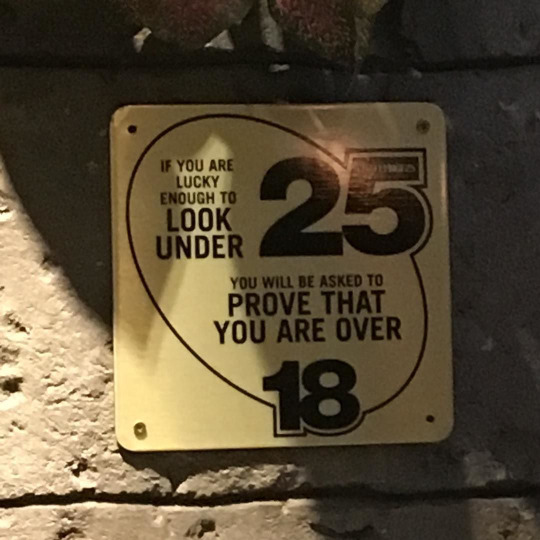 IF YOU ARE
LUCKY
ENOUGH TO
LOOK
UNDER
25
YOU WILL BE ASKED TO
PROVE THAT
YOU ARE OVER
18